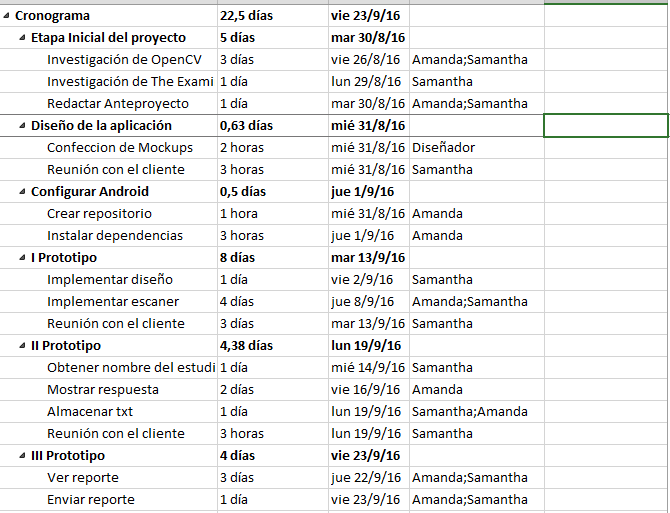 Cronograma 22,5 días vie 23/9/16
Etapa Inicial del proyecto 5 días mar 30/8/16
Investigación de OpenCV 3 días vie 26/8/16 Amanda;Samantha
Investigación de The Exami 1 día lun 29/8/16 Samantha
Redactar Anteproyecto 1 día mar 30/8/16 Amanda;Samantha
Diseño de la aplicación 0,63 días mié 31/8/16
Confeccion de Mockups 2 horas mié 31/8/16 Diseñador
Reunión con el cliente 3 horas mié 31/8/16 Samantha
Configurar Android 0,5 días jue 1/9/16
Crear repositorio 1 hora mié 31/8/16 Amanda
Instalar dependencias 3 horas jue 1/9/16 Amanda
I Prototipo 8 días mar 13/9/16
Implementar diseño 1 día vie 2/9/16 Samantha
Implementar escaner 4 días jue 8/9/16 Amanda;Samantha
Reunión con el cliente 3 días mar 13/9/16 Samantha
II Prototipo 4,38 días lun 19/9/16
Obtener nombre del estudi 1 día mié 14/9/16 Samantha
Mostrar respuesta 2 días vie 16/9/16 Amanda
Almacenar txt 1 día lun 19/9/16 Samantha;Amanda
Reunión con el cliente 3 horas lun 19/9/16 Samantha
III Prototipo 4 días vie 23/9/16
Ver reporte 3 días jue 22/9/16 Amanda;Samantha
Enviar reporte 1 día vie 23/9/16 Amanda;Samantha